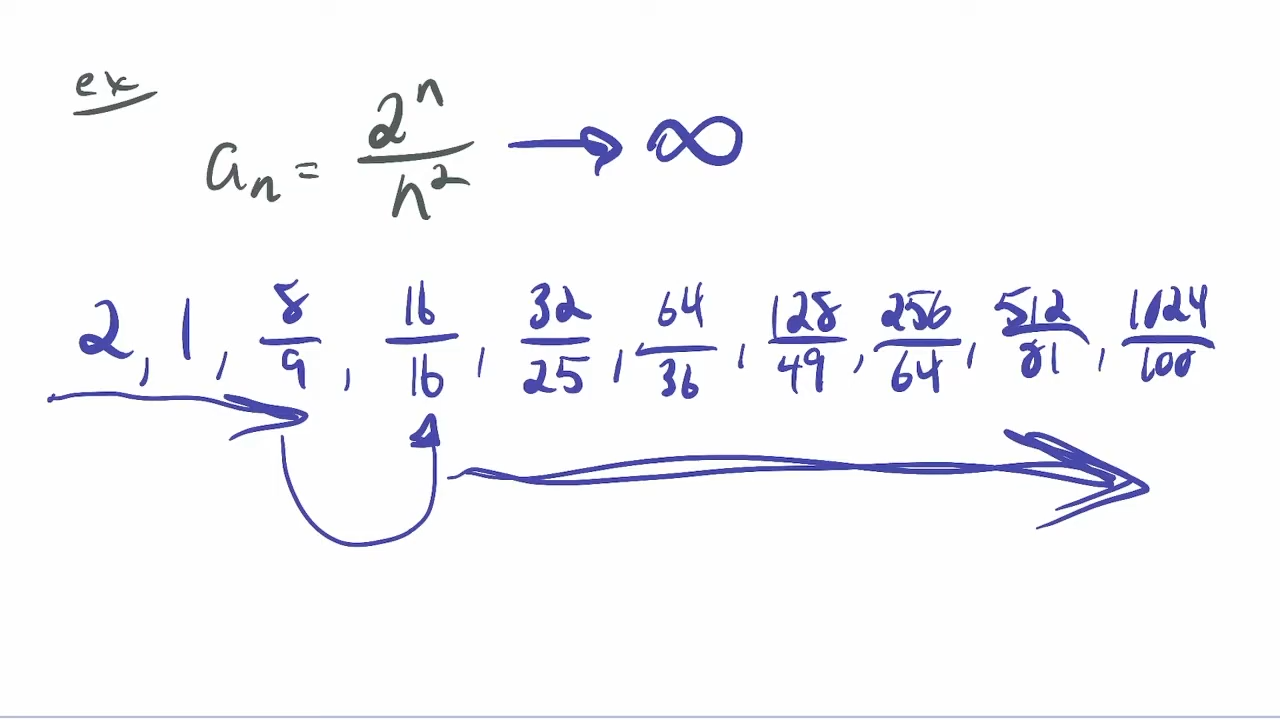 ex
aₙ = 2ⁿ/n² → ∞
2, 1, 8/9, 16/16, 32/25, 64/36, 128/49, 256/64, 512/81, 1024/100